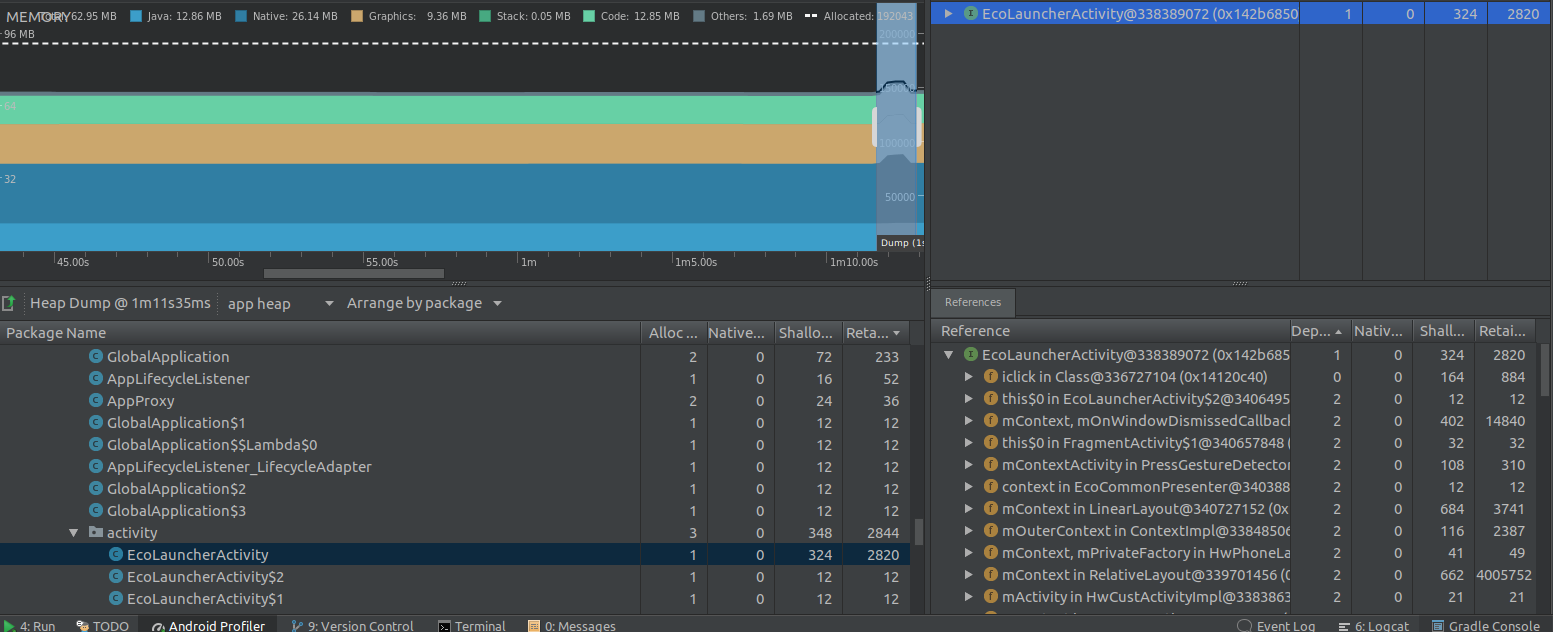 MEMORY Total: 62.95 MB Java: 12.86 MB Native: 26.14 MB Graphics: 9.36 MB Stack: 0.05 MB Code: 12.85 MB Others: 1.69 MB Allocated: 192043
96 MB 200000
64 150000
100000
32
50000
Dump (1s
45.00s 50.00s 55.00s 1m 1m5.00s 1m10.00s
Heap Dump @ 1m11s35ms app heap Arrange by package
Package Name Alloc ... Native... Shallo... Reta...
GlobalApplication 2 0 72 233
AppLifecycleListener 1 0 16 52
AppProxy 2 0 24 36
GlobalApplication$1 1 0 12 12
GlobalApplication$$Lambda$0 1 0 12 12
AppLifecycleListener_LifecycleAdapter 1 0 12 12
GlobalApplication$2 1 0 12 12
GlobalApplication$3 1 0 12 12
activity 3 0 348 2844
EcoLauncherActivity 1 0 324 2820
EcoLauncherActivity$2 1 0 12 12
EcoLauncherActivity$1 1 0 12 12
EcoLauncherActivity@338389072 (0x142b6850 1 0 324 2820
References
Reference Dep... Nativ... Shall... Retai...
EcoLauncherActivity@338389072 (0x142b685 1 0 324 2820
iclick in Class@336727104 (0x14120c40) 0 0 164 884
this$0 in EcoLauncherActivity$2@3406495 2 0 12 12
mContext, mOnWindowDismissedCallbac 2 0 402 14840
this$0 in FragmentActivity$1@340657848 ( 2 0 32 32
mContextActivity in PressGestureDetector 2 0 108 310
context in EcoCommonPresenter@340388 2 0 12 12
mContext in LinearLayout@340727152 (0x 2 0 684 3741
mOuterContext in ContextImpl@33848506 2 0 116 2387
mContext, mPrivateFactory in HwPhoneLa 2 0 41 49
mContext in RelativeLayout@339701456 (0 2 0 662 4005752
mActivity in HwCustActivityImpl@3383863 2 0 21 21
4: Run TODO Android Profiler 9: Version Control Terminal 0: Messages Event Log 6: Logcat Gradle Console